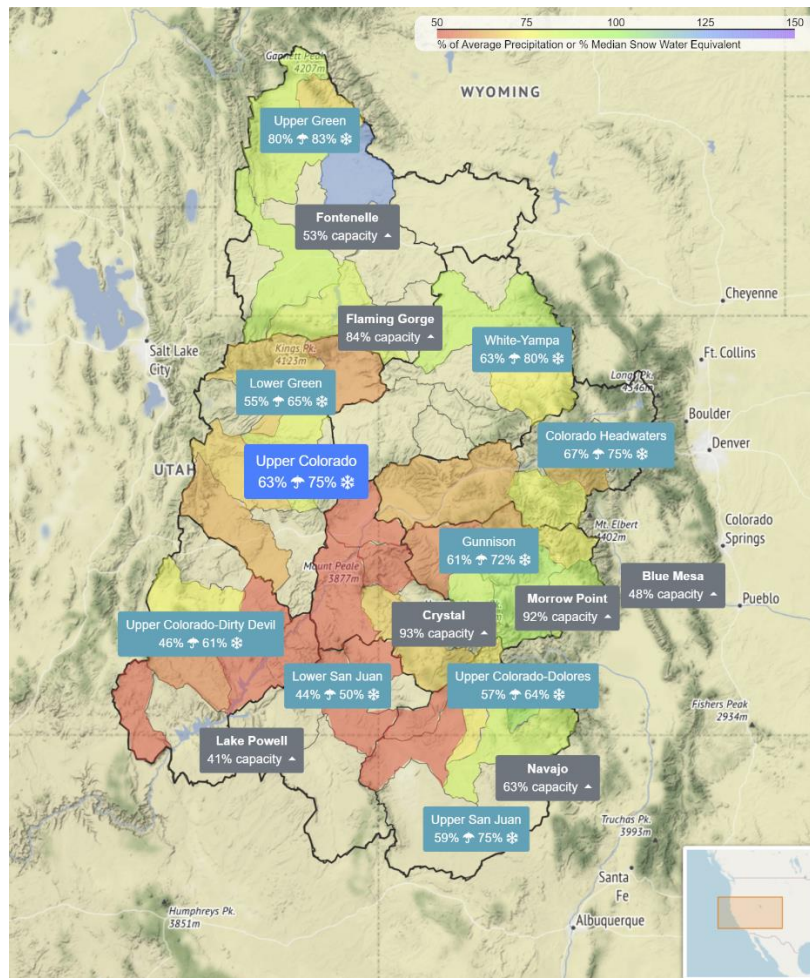 50 75 100 125 150
% of Average Precipitation or % Median Snow Water Equivalent
4207m
WYOMING
Upper Green
80% 83%
Fontenelle
53% capacity
Cheyenne
Flaming Gorge
84% capacity
Salt Lake
City
Kings Pk.
4123m
White-Yampa
63% 80%
Ft. Collins
Lower Green
55% 65%
4346m
Boulder
Colorado Headwaters
67% 75%
Denver
UTAH
Upper Colorado
63% 75%
Mt. Elbert
4402m
Colorado
Springs
Gunnison
61% 72%
Mount Peale
3877m
Blue Mesa
48% capacity
Pueblo
Morrow Point
92% capacity
Crystal
93% capacity
Upper Colorado-Dirty Devil
46% 61%
Lower San Juan
44% 50%
Upper Colorado-Dolores
57% 64%
Fishers Peak
2934m
Lake Powell
41% capacity
Navajo
63% capacity
Upper San Juan
59% 75%
Truchas Pk.
3993m
Santa
Fe
Humphreys Pk.
3851m
Albuquerque